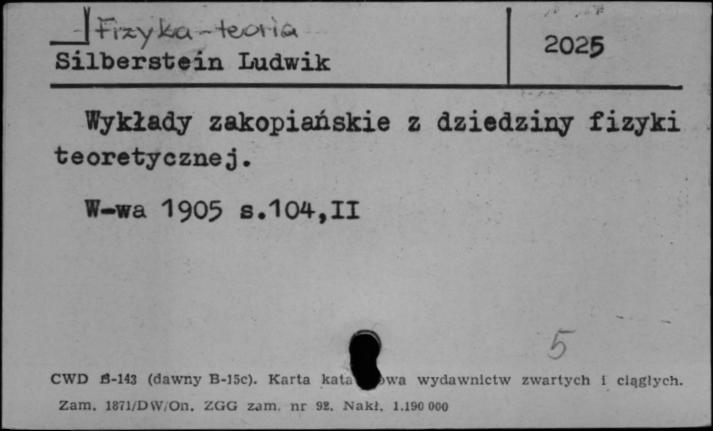 Fizyka-teoria
Silberstein Ludwik
2025
Wykłady zakopiańskie z dziedziny fizyki
teoretycznej.
W-wa 1905 s.104,II
5
CWD B-143 (dawny B-15c). Karta kata owa wydawnictw zwartych i ciągłych.
Zam. 1871/DW/On. ZGG zam. nr 92. Nakł. 1.190 000